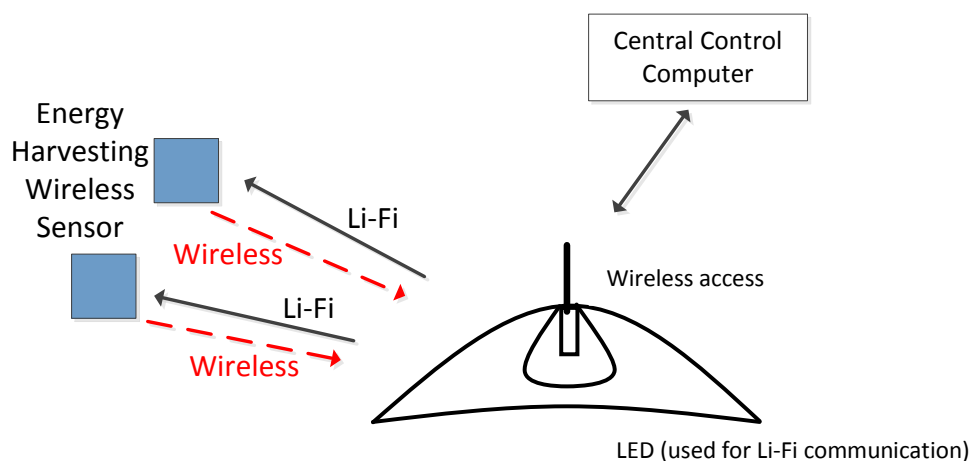 Central Control
Computer
Energy
Harvesting
Wireless
Sensor
Li-Fi
Wireless
Li-Fi
Wireless
Wireless access
LED (used for Li-Fi communication)